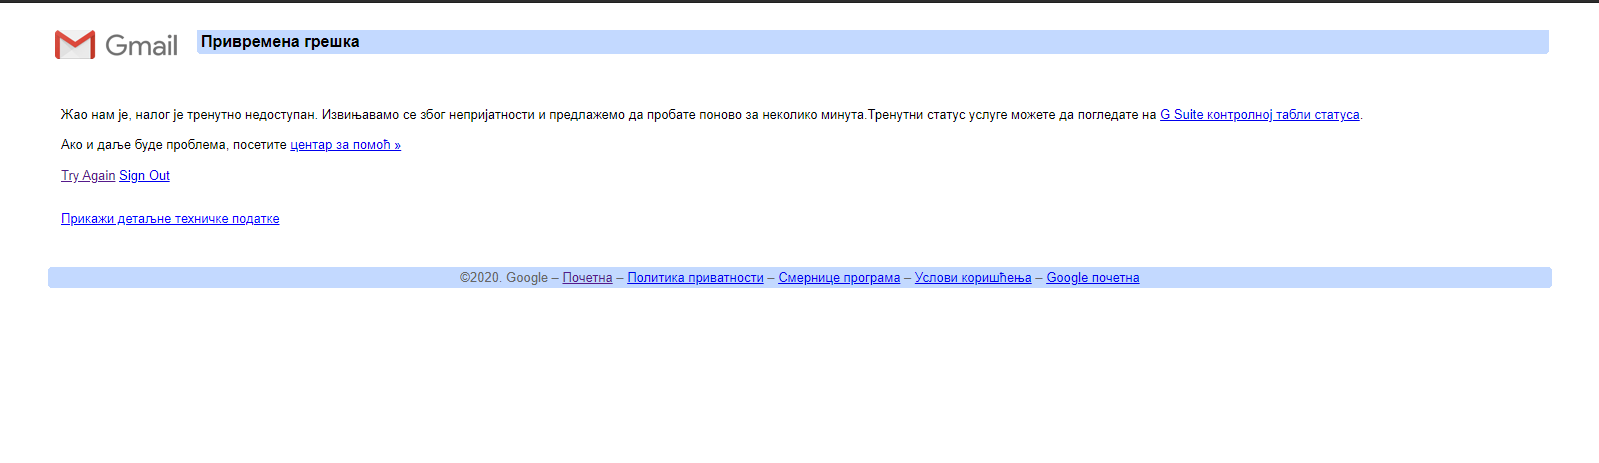 Gmail Привремена грешка
Жао нам је, налог је тренутно недоступан. Извињавамо се због непријатности и предлажемо да пробате поново за неколико минута.Тренутни статус услуге можете да погледате на G Suite контролној табли статуса.
Ако и даље буде проблема, посетите центар за помоћ »
Try Again Sign Out
Прикажи детаљне техничке податке
©2020. Google – Почетна – Политика приватности – Смернице програма – Услови коришћења – Google почетна